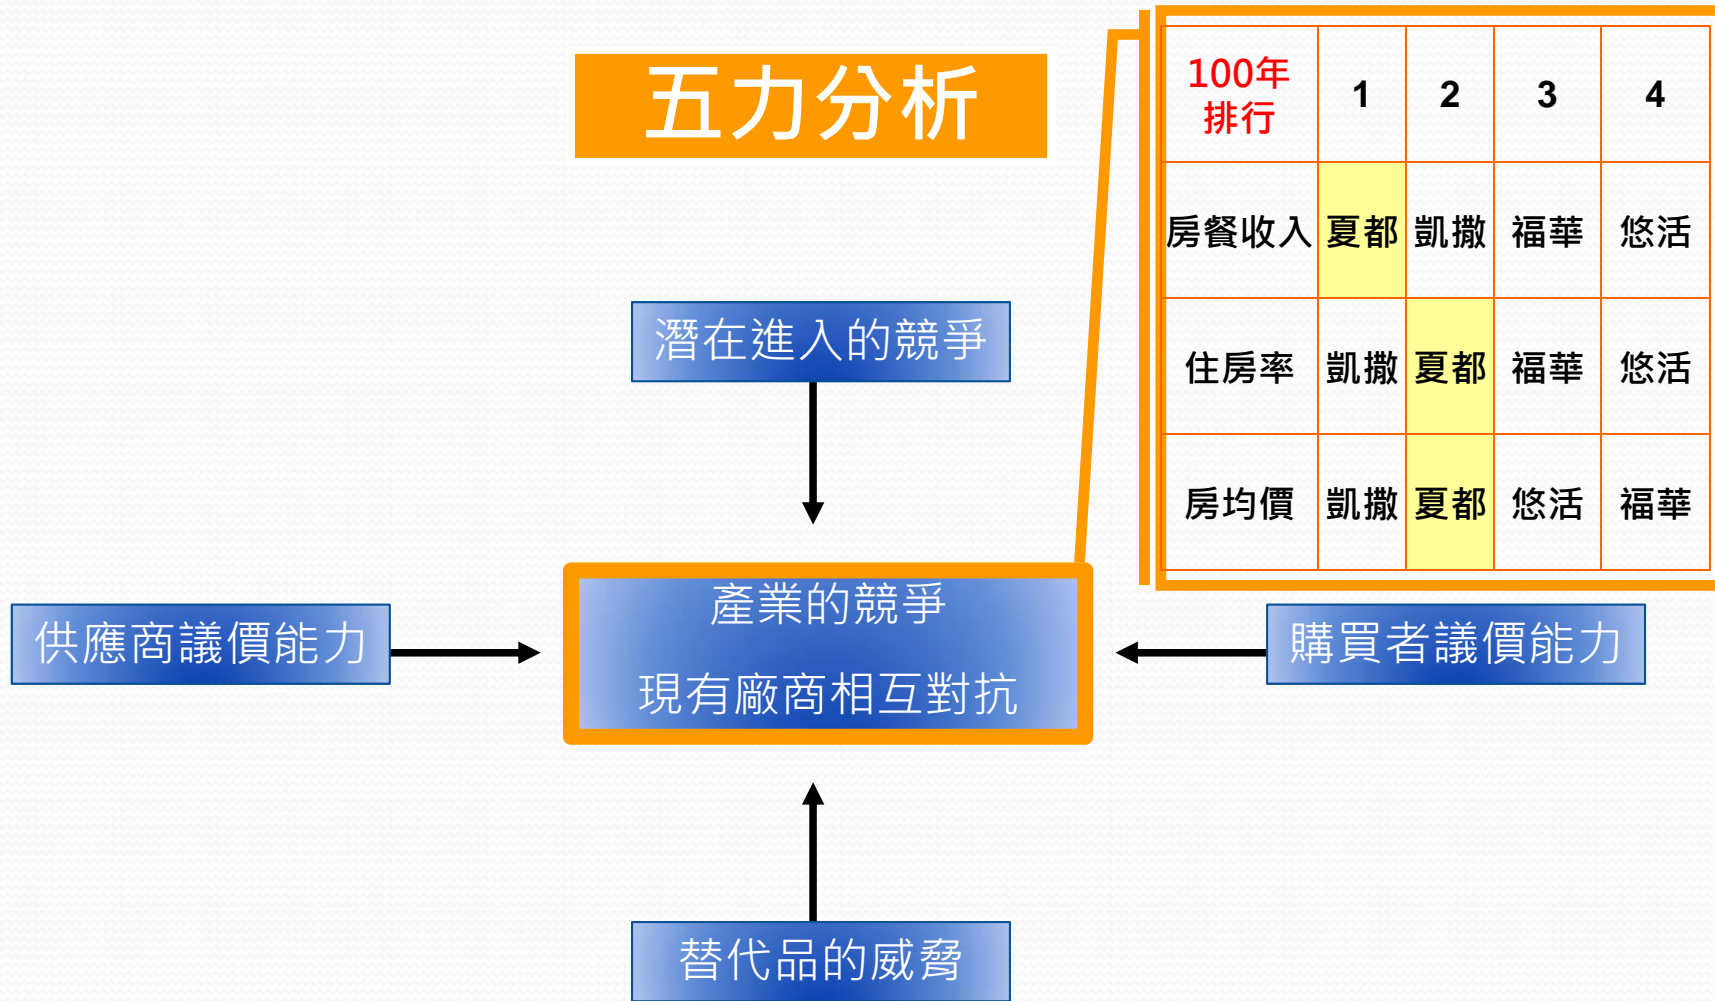 五力分析
100年
排行
1 2 3 4
房餐收入 夏都 凱撒 福華 悠活
住房率 凱撒 夏都 福華 悠活
房均價 凱撒 夏都 悠活 福華
潛在進入的競爭
供應商議價能力
產業的競爭
現有廠商相互對抗
購買者議價能力
替代品的威脅